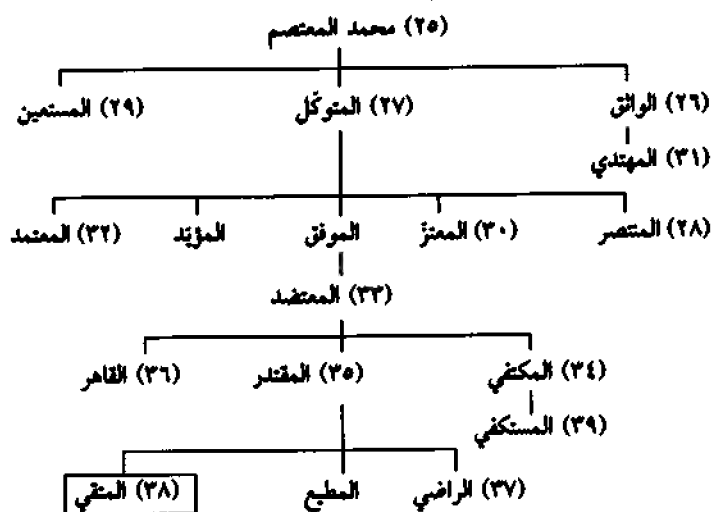 (٢٥) محمد المعتصم
(٢٦) الواثق (٢٧) المتوكّل (٢٩) المستعين
(٣١) المهتدي
(٢٨) المنتصر (٣٠) المعتزّ الموفق المؤيّد (٣٢) المعتمد
(٣٣) المعتضد
(٣٤) المكتفي (٣٥) المقتدر (٣٦) القاهر
(٣٩) المستكفي
(٣٧) الراضي المطيع (٣٨) المتقي